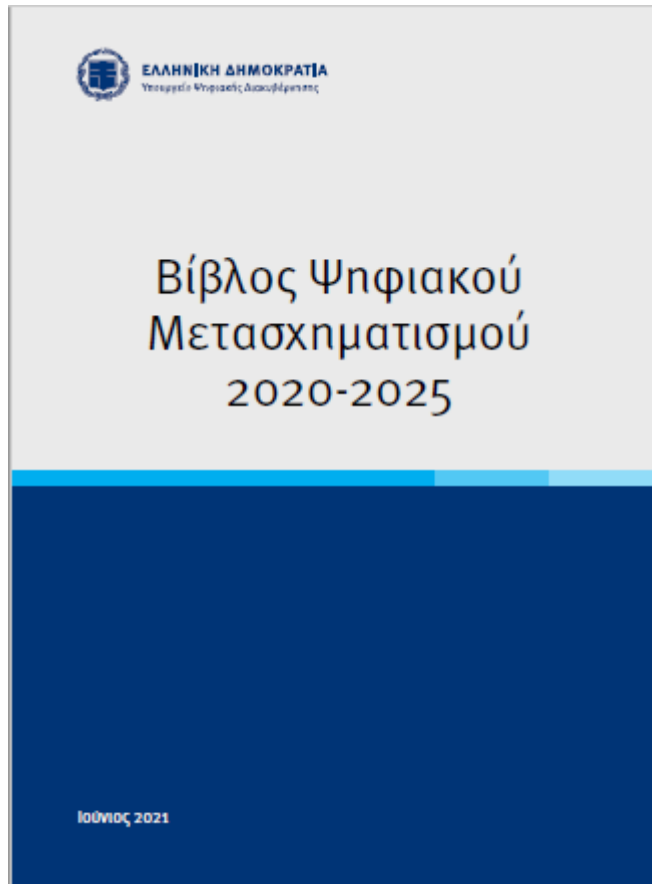 ΕΛΛΗΝΙΚΗ ΔΗΜΟΚΡΑΤΙΑ
Υπουργείο Ψηφιακής Διακυβέρνησης
Βίβλος Ψηφιακού
Μετασχηματισμού
2020-2025
Ιούνιος 2021